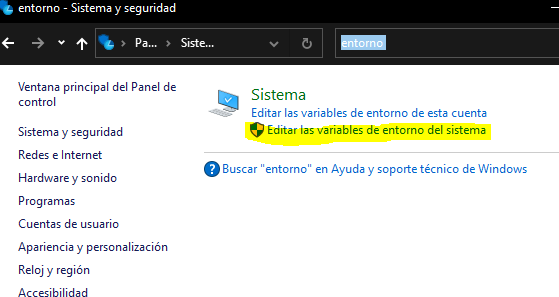 entorno - Sistema y seguridad
Pa... Siste... entorno
Ventana principal del Panel de
control
Sistema y seguridad
Redes e Internet
Hardware y sonido
Programas
Cuentas de usuario
Apariencia y personalización
Reloj y región
Accesibilidad
Sistema
Editar las variables de entorno de esta cuenta
Editar las variables de entorno del sistema
Buscar "entorno" en Ayuda y soporte técnico de Windows